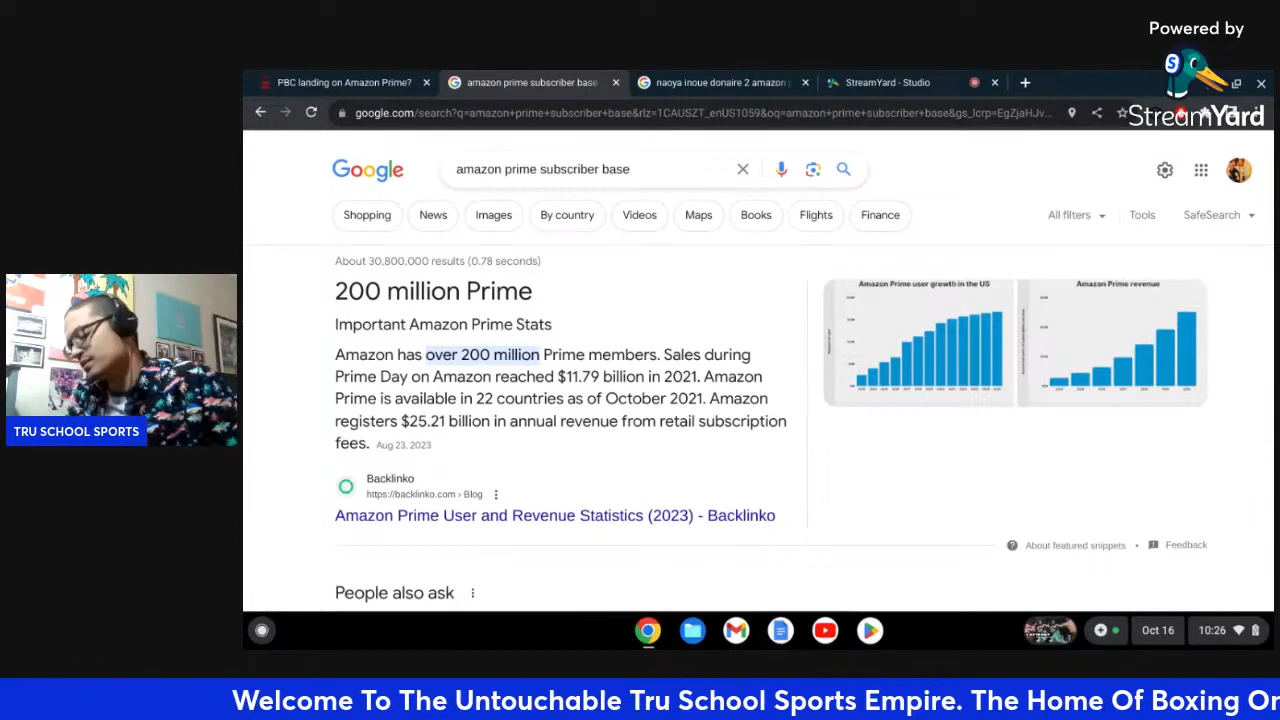 Powered by
StreamYard
PBC landing on Amazon Prime?
amazon prime subscriber base
naoya inoue donaire 2 amazon
StreamYard - Studio
google.com/search?q=amazon+prime+subscriber+base&rlz=1CAUSZT_enUS1059&oq=amazon+prime+subscriber+base&gs_lcrp=EgZjaHJv...
Google
amazon prime subscriber base
Shopping
News
Images
By country
Videos
Maps
Books
Flights
Finance
All filters
Tools
SafeSearch
About 30,800,000 results (0.78 seconds)
200 million Prime
Important Amazon Prime Stats
Amazon has over 200 million Prime members. Sales during
Prime Day on Amazon reached $11.79 billion in 2021. Amazon
Prime is available in 22 countries as of October 2021. Amazon
registers $25.21 billion in annual revenue from retail subscription
fees. Aug 23, 2023
Amazon Prime user growth in the US
Amazon Prime revenue
Backlinko
https://backlinko.com › Blog
Amazon Prime User and Revenue Statistics (2023) - Backlinko
About featured snippets • Feedback
People also ask
TRU SCHOOL SPORTS
Oct 16
10:26
Welcome To The Untouchable Tru School Sports Empire. The Home Of Boxing On